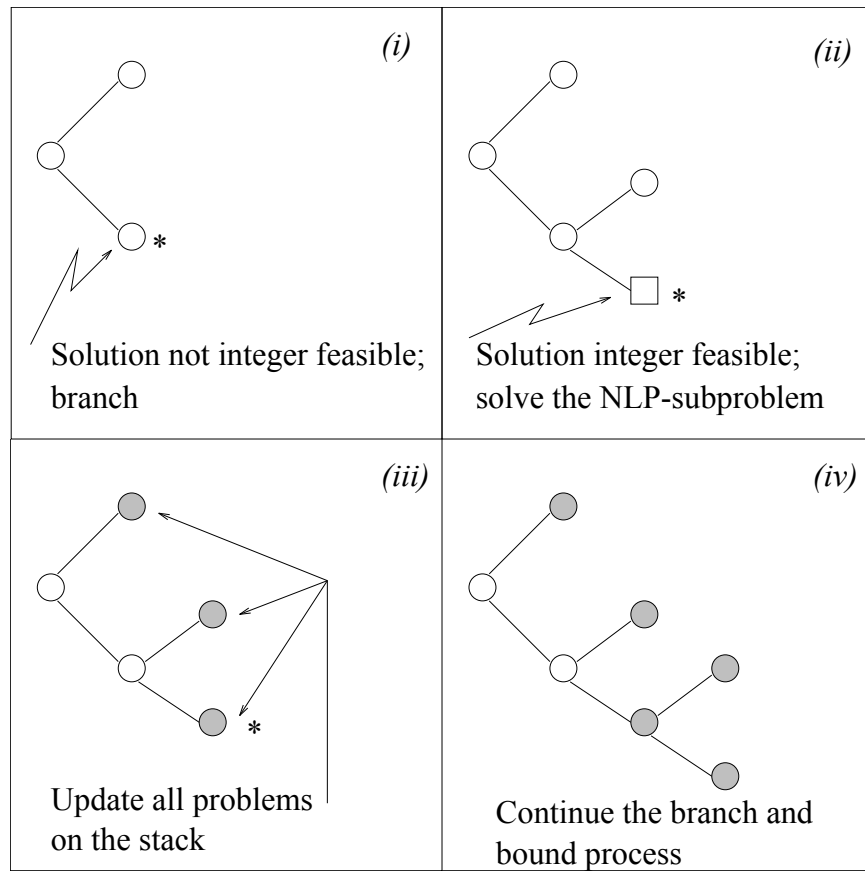 (i)
*
Solution not integer feasible;
branch
(ii)
*
Solution integer feasible;
solve the NLP-subproblem
(iii)
*
Update all problems
on the stack
(iv)
Continue the branch and
bound process